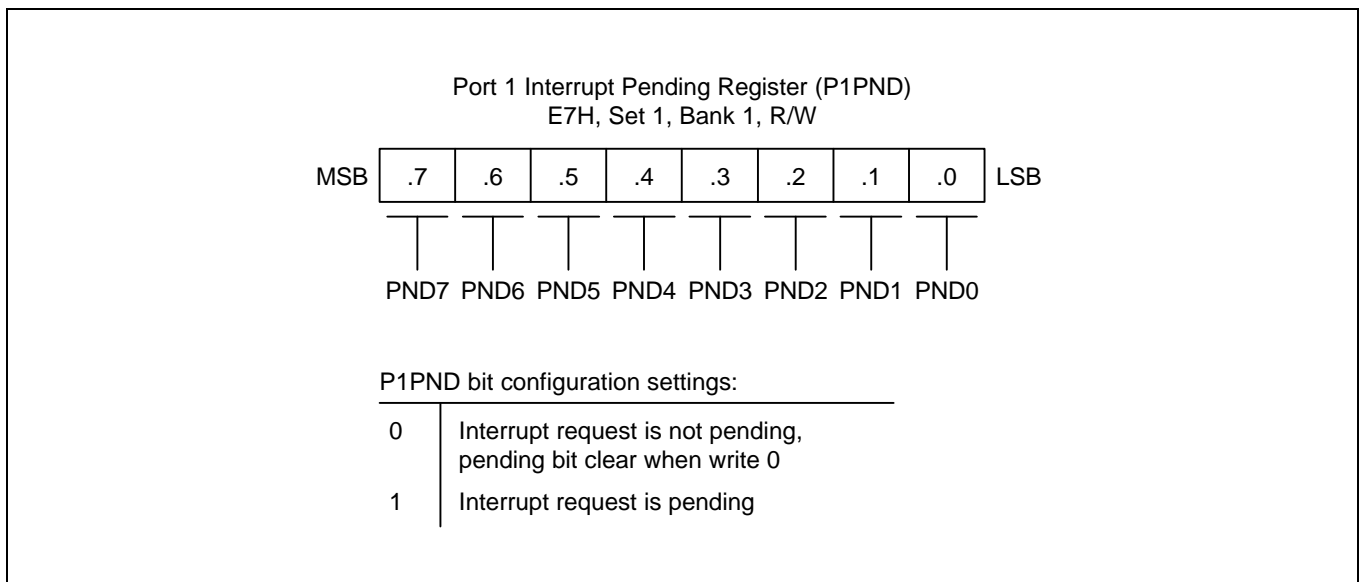 Port 1 Interrupt Pending Register (P1PND)
E7H, Set 1, Bank 1, R/W
MSB .7 .6 .5 .4 .3 .2 .1 .0 LSB
PND7 PND6 PND5 PND4 PND3 PND2 PND1 PND0
P1PND bit configuration settings:
0 Interrupt request is not pending,
pending bit clear when write 0
1 Interrupt request is pending